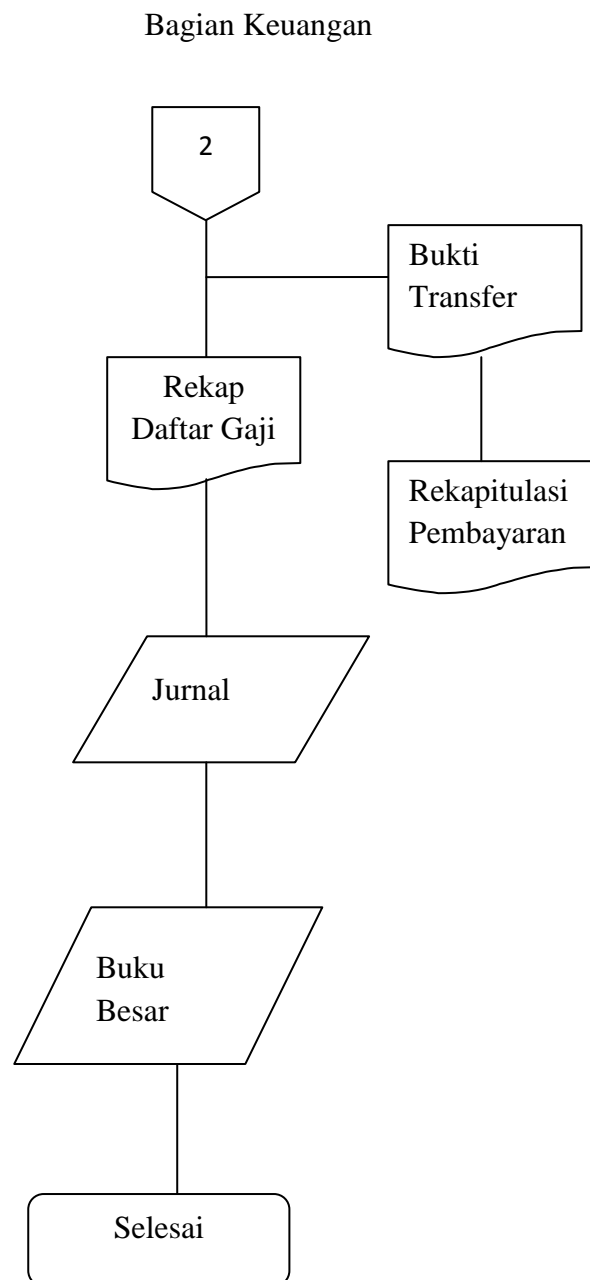 Bagian Keuangan
2
Bukti
Transfer
Rekap
Daftar Gaji
Rekapitulasi
Pembayaran
Jurnal
Buku
Besar
Selesai